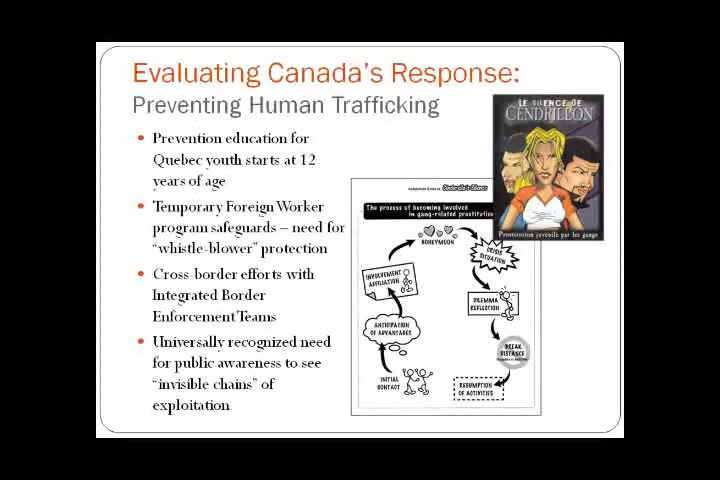 Evaluating Canada's Response:
Preventing Human Trafficking
• Prevention education for
Quebec youth starts at 12
years of age
• Temporary Foreign Worker
program safeguards – need for
"whistle-blower" protection
• Cross-border efforts with
Integrated Border
Enforcement Teams
• Universally recognized need
for public awareness to see
"invisible chains" of
exploitation
LE SILENCE DE
CENDRILLON
Prostitution juvénile par les gangs
Cinderella's Silence
The process of becoming involved
in gang-related prostitution
HONEYMOON
CRISIS
SITUATION
INVOLVEMENT
AFFILIATION
DILEMMA
REFLECTION
ANTICIPATION
OF ADVANTAGES
BREAK
DISTANCE
INITIAL
CONTACT
RESUMPTION
OF ACTIVITIES